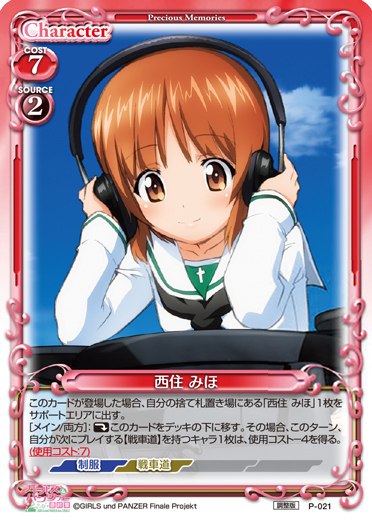 Precious Memories
Character
COST
7
SOURCE
2
西住 みほ
このカードが登場した場合、自分の捨て札置き場にある「西住 みほ」1枚を
サポートエリアに出す。
[メイン/両方]:このカードをデッキの下に移す。その場合、このターン、
自分が次にプレイする【戦車道】を持つキャラ1枚は、使用コスト－4を得る。
(使用コスト:7)
制服 戦車道
©GIRLS und PANZER Finale Projekt 調整版 P-021